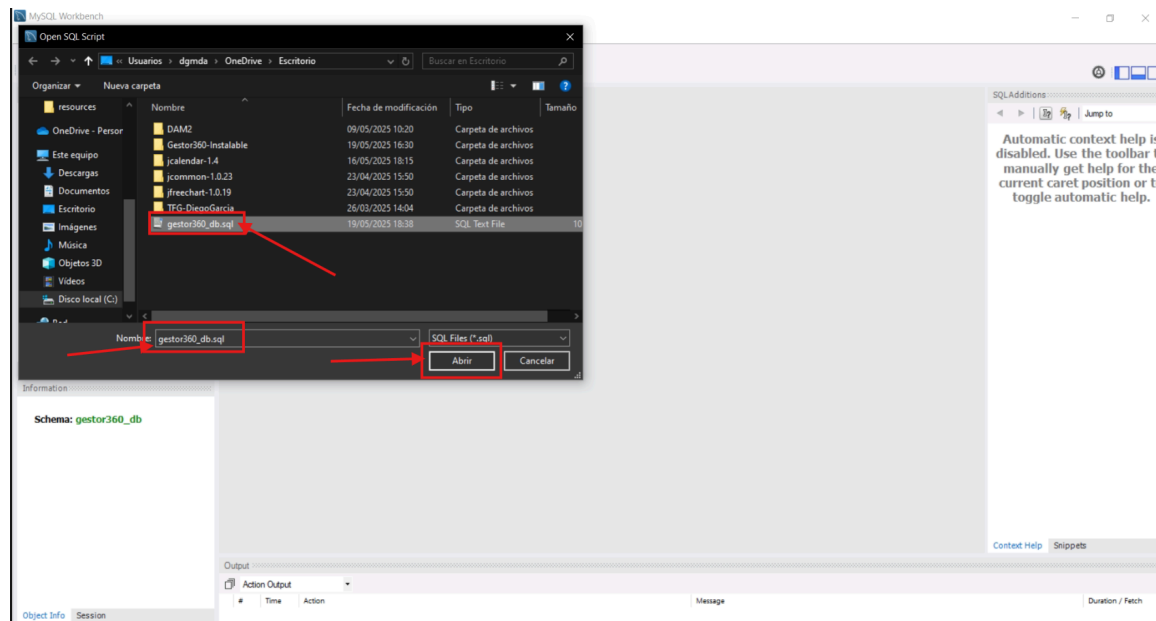 MySQL Workbench
Open SQL Script
« Usuarios › dgmda › OneDrive › Escritorio
Buscar en Escritorio
Organizar
Nueva carpeta
resources
OneDrive - Person
Este equipo
Descargas
Documentos
Escritorio
Imágenes
Música
Objetos 3D
Vídeos
Disco local (C:)
Nombre Fecha de modificación Tipo Tamaño
DAM2 09/05/2025 10:20 Carpeta de archivos
Gestor360-Instalable 19/05/2025 16:30 Carpeta de archivos
jcalendar-1.4 16/05/2025 18:15 Carpeta de archivos
jcommon-1.0.23 23/04/2025 15:50 Carpeta de archivos
jfreechart-1.0.19 23/04/2025 15:50 Carpeta de archivos
TFG-DiegoGarcia 26/03/2025 14:04 Carpeta de archivos
gestor360_db.sql 19/05/2025 18:38 SQL Text File 10
Nombre: gestor360_db.sql
SQL Files (*.sql)
Abrir
Cancelar
SQLAdditions
Jump to
Automatic context help is
disabled. Use the toolbar t
manually get help for the
current caret position or t
toggle automatic help.
Context Help Snippets
Information
Schema: gestor360_db
Object Info Session
Output
Action Output
# Time Action Message Duration / Fetch